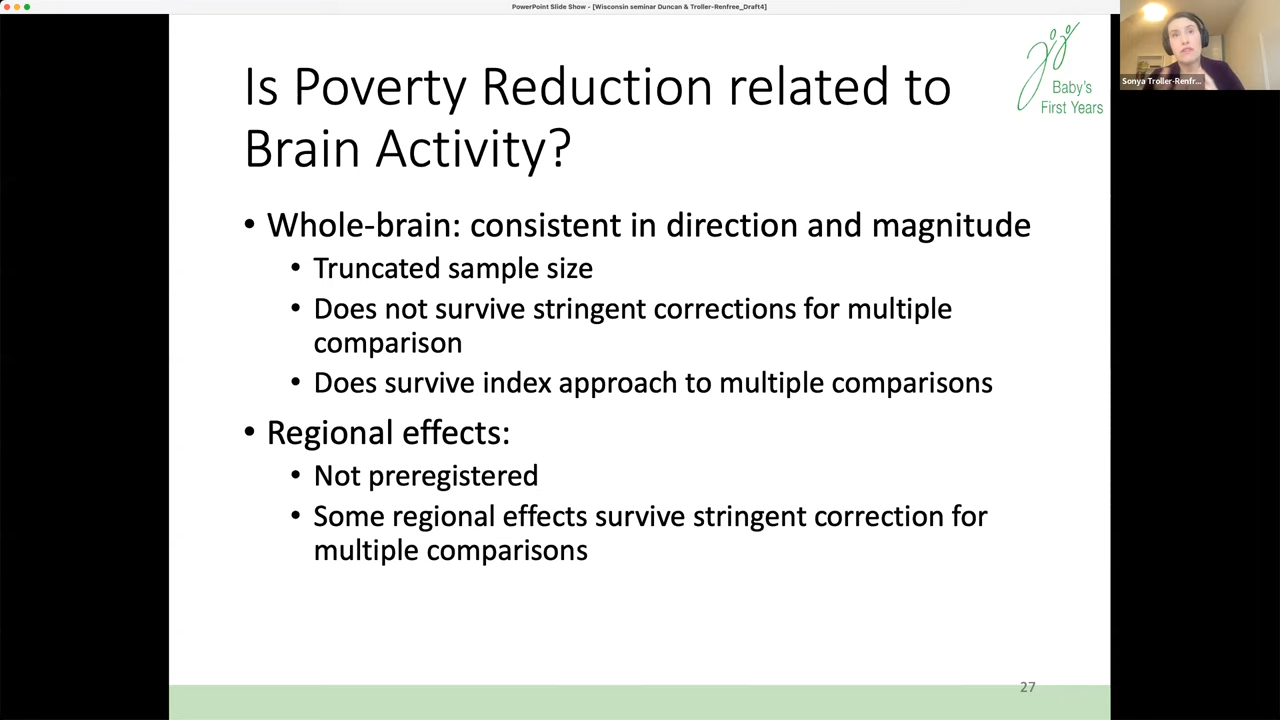 PowerPoint Slide Show - [Wisconsin seminar Duncan & Troller-Renfree_Draft4]
Sonya Troller-Renfr...
Baby's
First Years
Is Poverty Reduction related to
Brain Activity?
• Whole-brain: consistent in direction and magnitude
• Truncated sample size
• Does not survive stringent corrections for multiple
comparison
• Does survive index approach to multiple comparisons
• Regional effects:
• Not preregistered
• Some regional effects survive stringent correction for
multiple comparisons
27